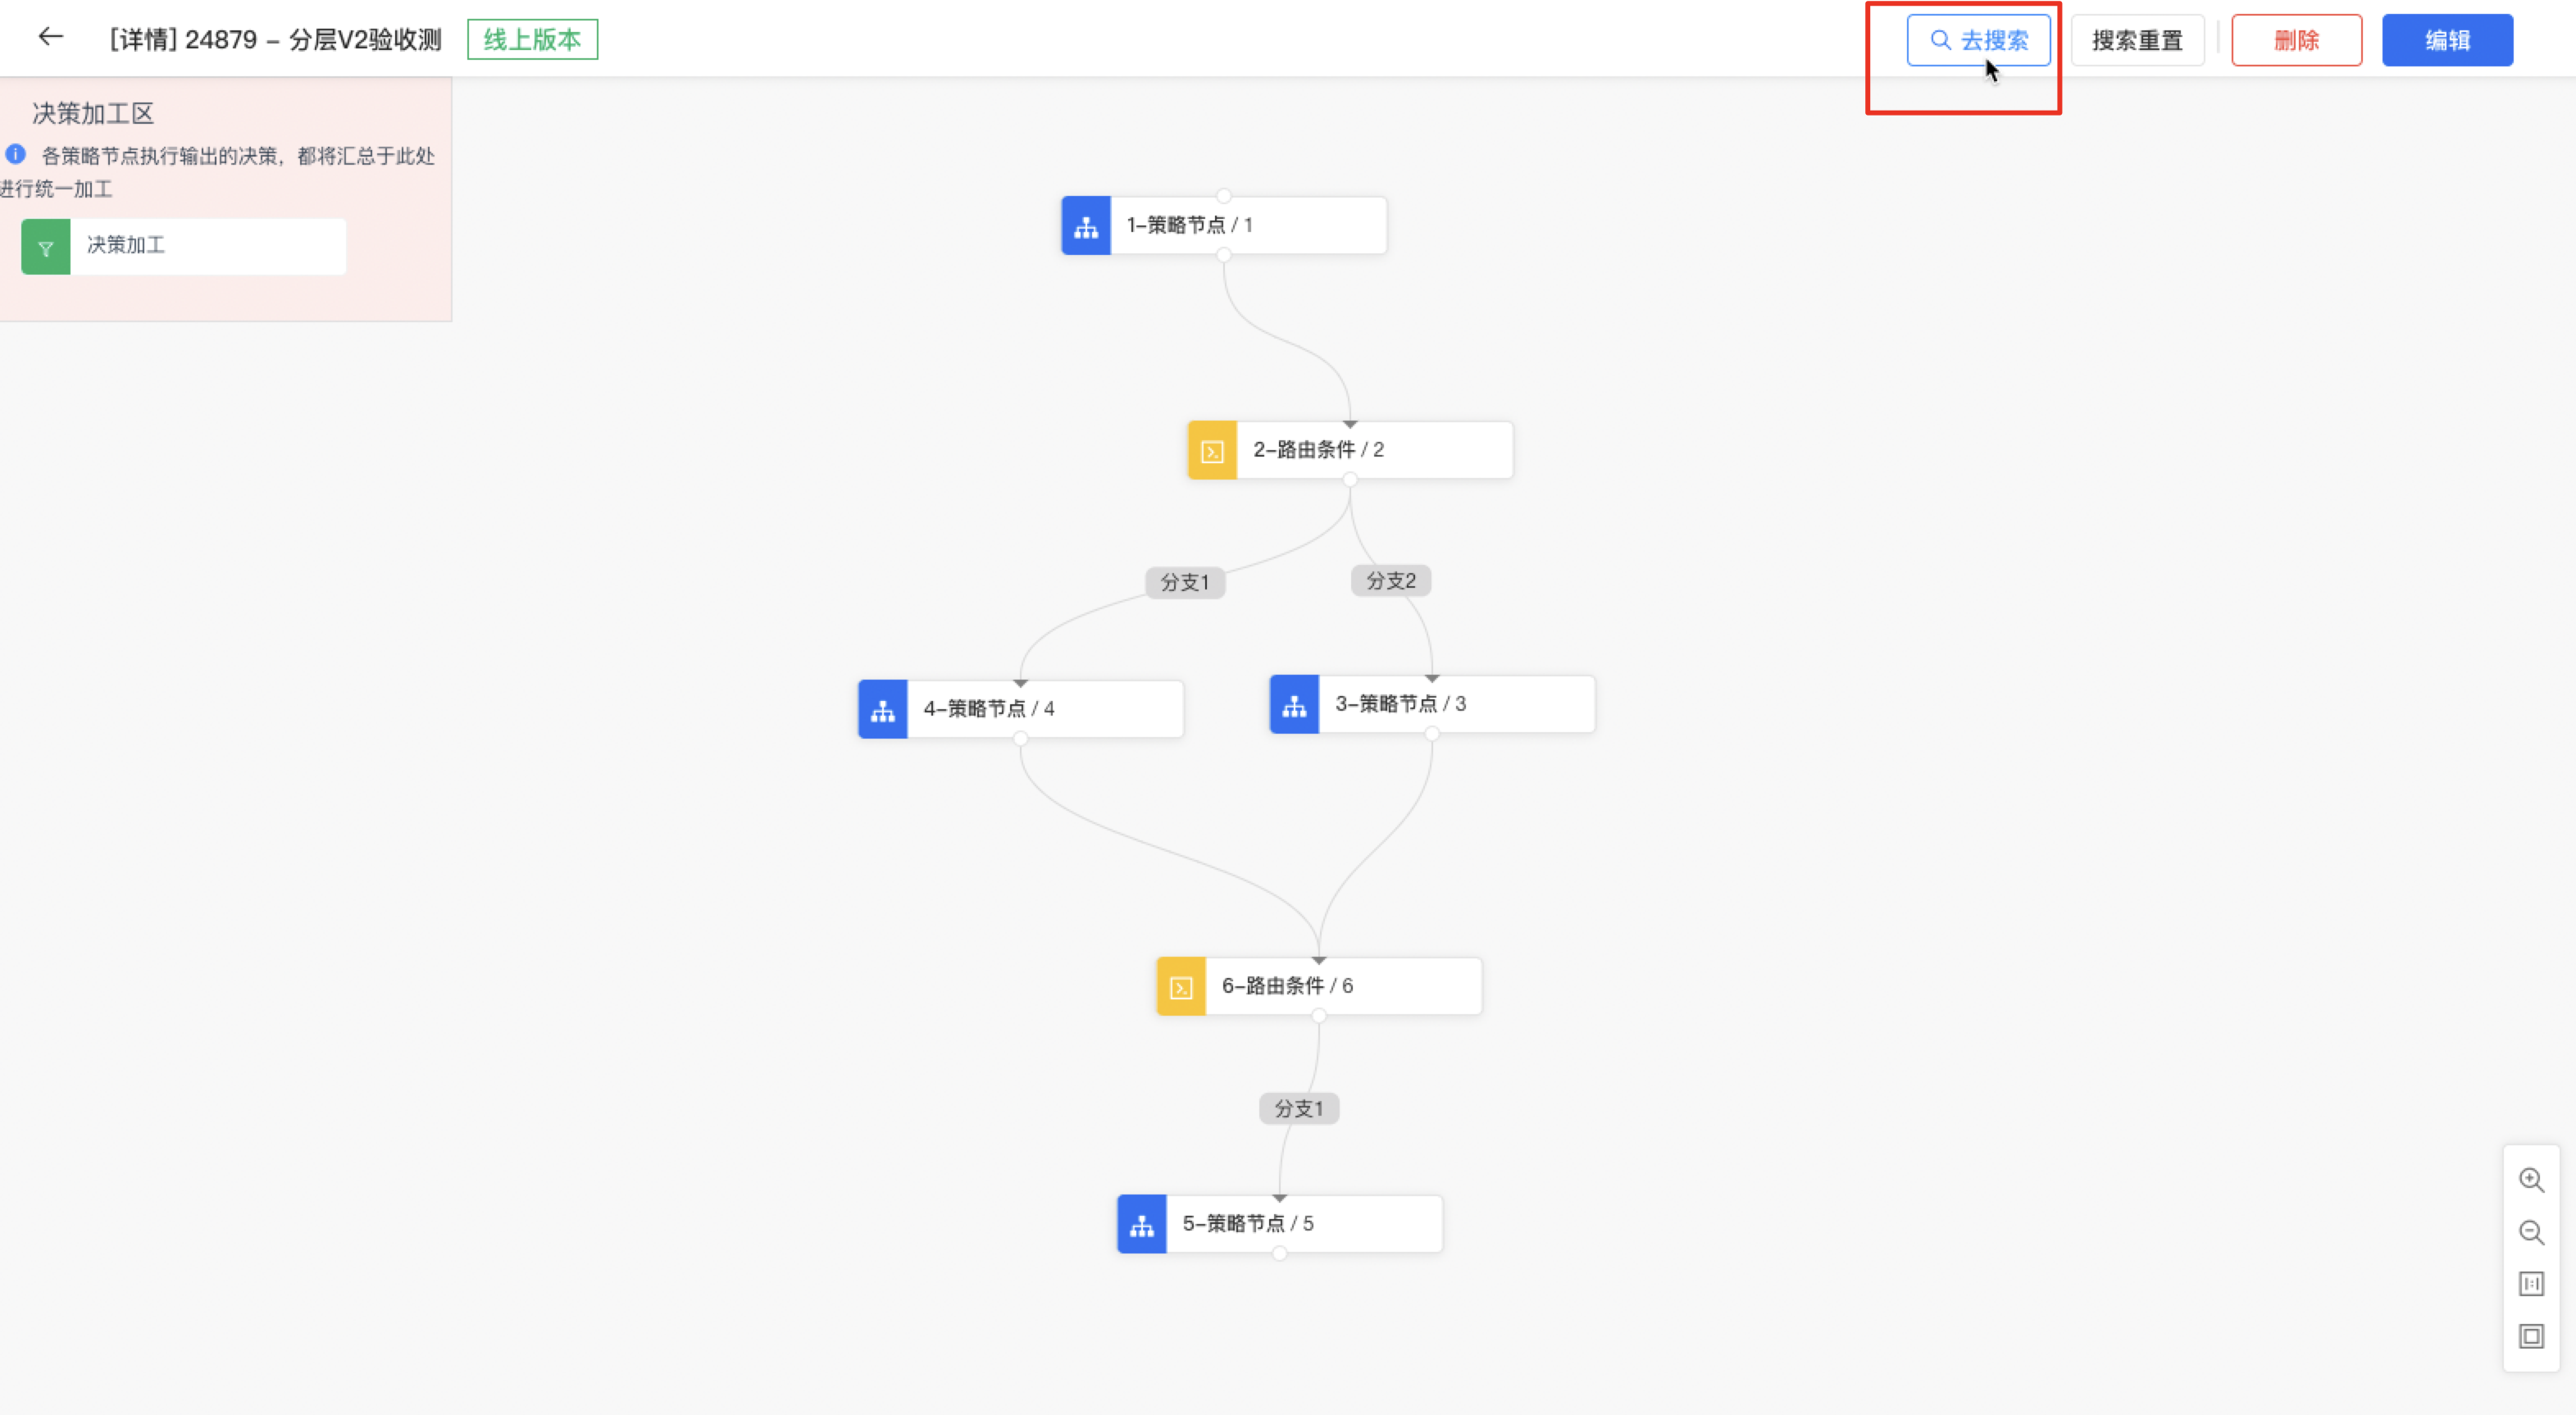 [详情] 24879 – 分层V2验收测
线上版本
去搜索
搜索重置
删除
编辑
决策加工区
各策略节点执行输出的决策，都将汇总于此处
进行统一加工
决策加工
1–策略节点 / 1
2–路由条件 / 2
分支1
分支2
4–策略节点 / 4
3–策略节点 / 3
6–路由条件 / 6
分支1
5–策略节点 / 5